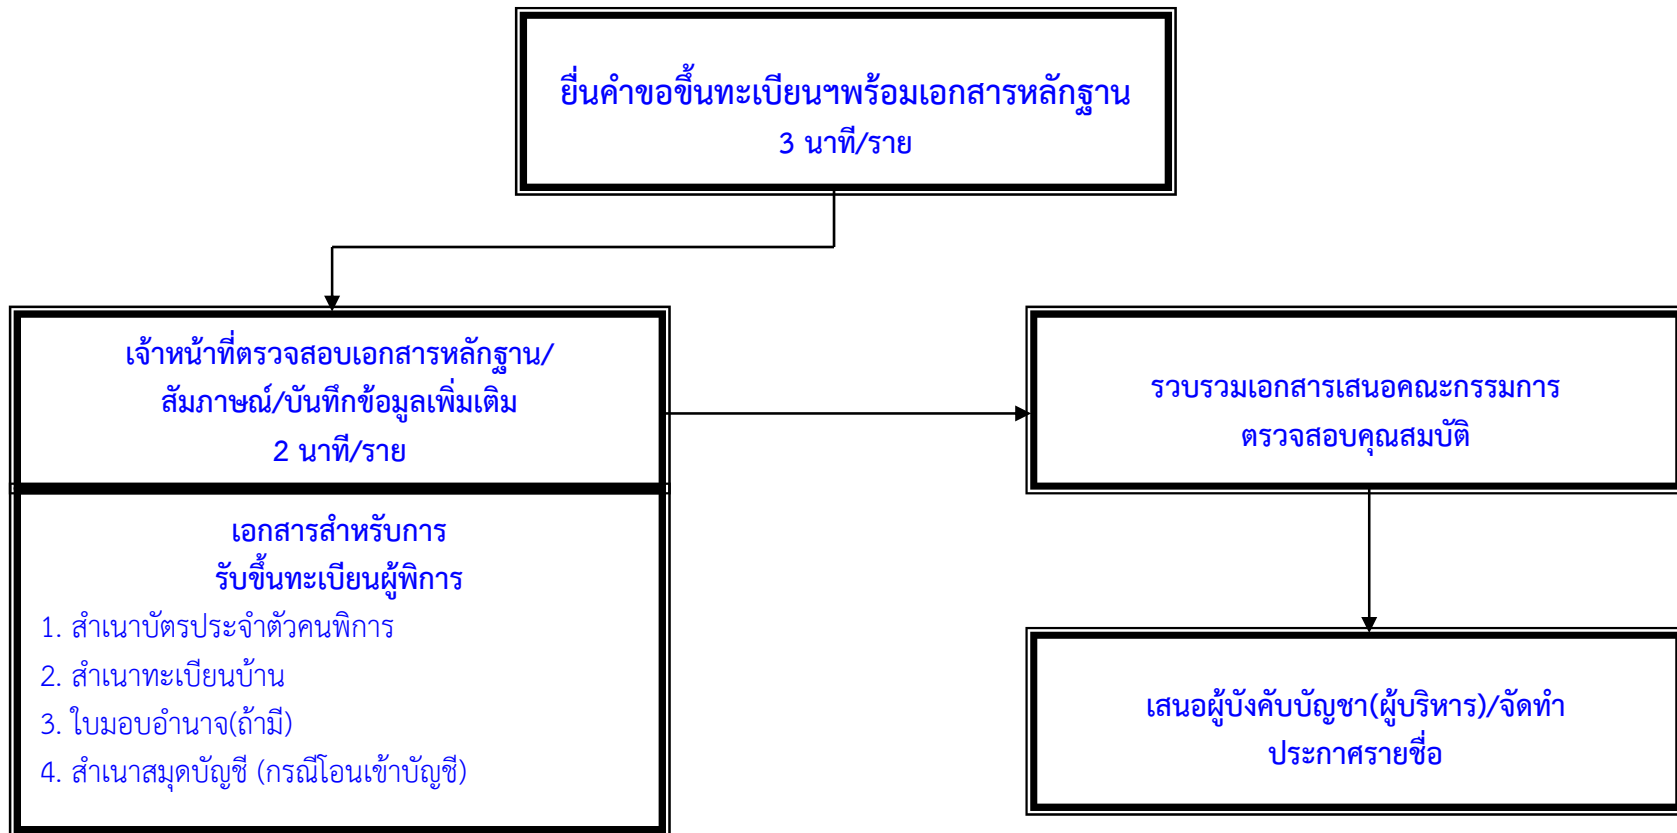 ยื่นคำขอขึ้นทะเบียนฯพร้อมเอกสารหลักฐาน
3 นาที/ราย
เจ้าหน้าที่ตรวจสอบเอกสารหลักฐาน/
สัมภาษณ์/บันทึกข้อมูลเพิ่มเติม
2 นาที/ราย
เอกสารสำหรับการ
รับขึ้นทะเบียนผู้พิการ
1. สำเนาบัตรประจำตัวคนพิการ
2. สำเนาทะเบียนบ้าน
3. ใบมอบอำนาจ(ถ้ามี)
4. สำเนาสมุดบัญชี (กรณีโอนเข้าบัญชี)
รวบรวมเอกสารเสนอคณะกรรมการ
ตรวจสอบคุณสมบัติ
เสนอผู้บังคับบัญชา(ผู้บริหาร)/จัดทำ
ประกาศรายชื่อ